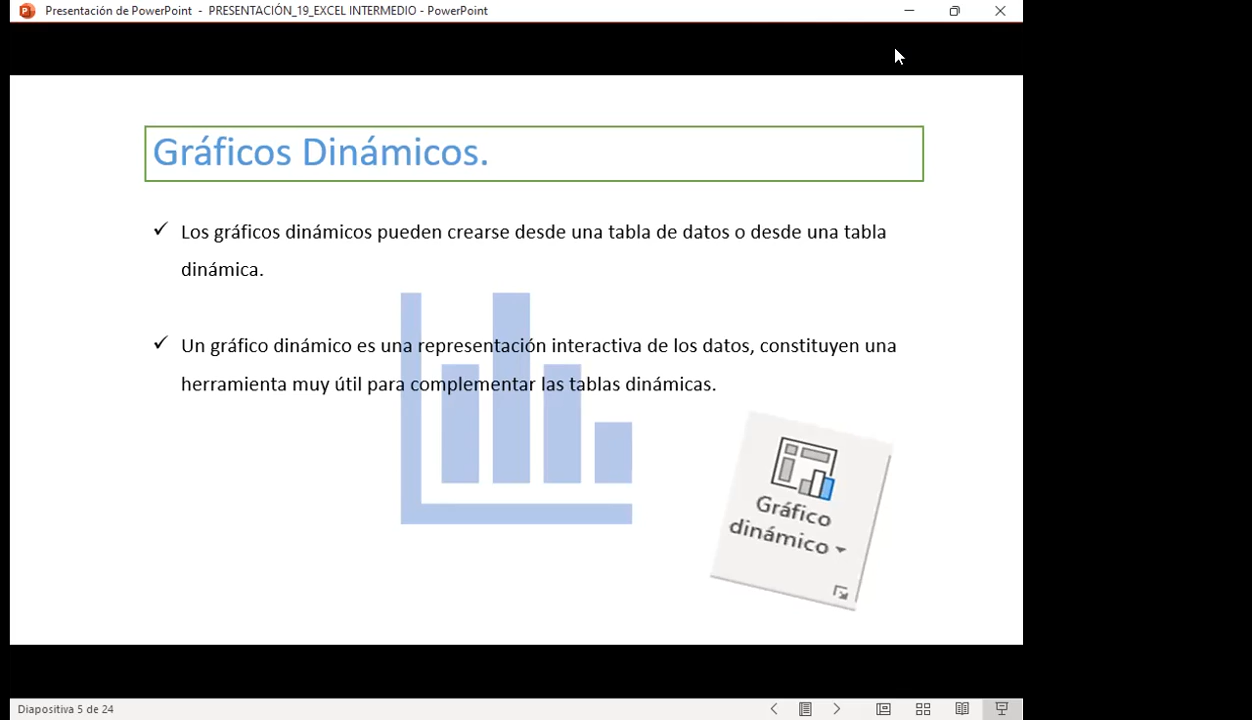 Presentación de PowerPoint - PRESENTACIÓN_19_EXCEL INTERMEDIO - PowerPoint
Gráficos Dinámicos.
✓ Los gráficos dinámicos pueden crearse desde una tabla de datos o desde una tabla
dinámica.
✓ Un gráfico dinámico es una representación interactiva de los datos, constituyen una
herramienta muy útil para complementar las tablas dinámicas.
Gráfico
dinámico
Diapositiva 5 de 24